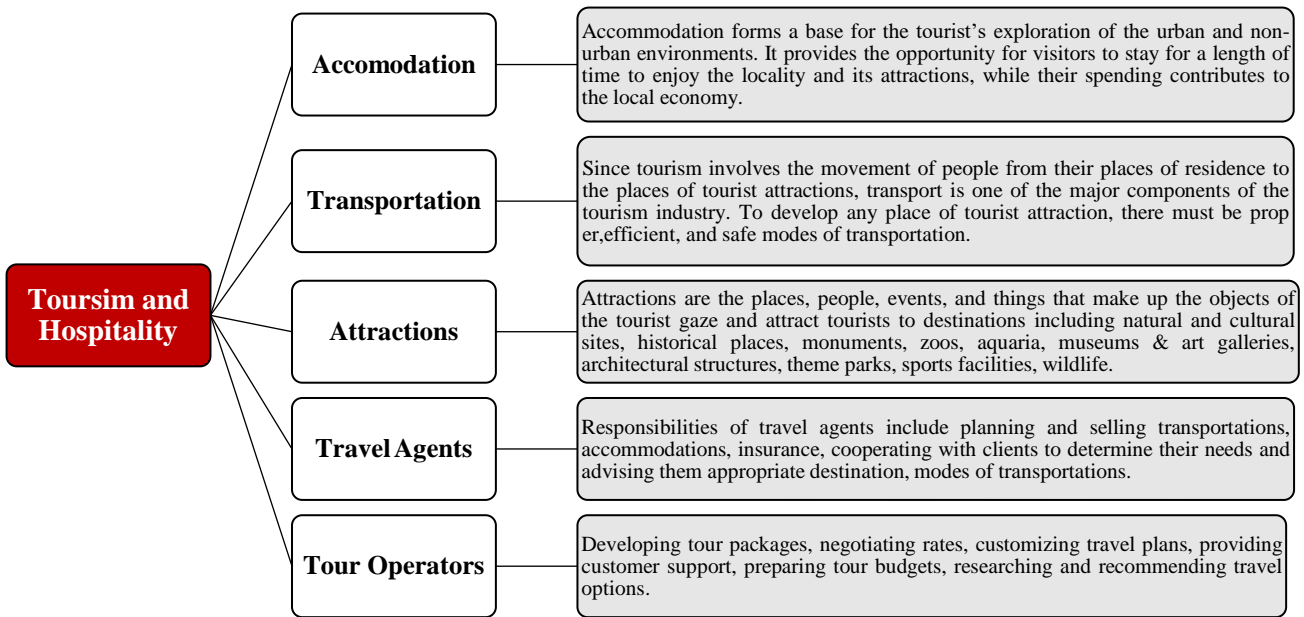 Toursim and
Hospitality
Accomodation
Accommodation forms a base for the tourist’s exploration of the urban and non-
urban environments. It provides the opportunity for visitors to stay for a length of
time to enjoy the locality and its attractions, while their spending contributes to
the local economy.
Transportation
Since tourism involves the movement of people from their places of residence to
the places of tourist attractions, transport is one of the major components of the
tourism industry. To develop any place of tourist attraction, there must be prop
er,efficient, and safe modes of transportation.
Attractions
Attractions are the places, people, events, and things that make up the objects of
the tourist gaze and attract tourists to destinations including natural and cultural
sites, historical places, monuments, zoos, aquaria, museums & art galleries,
architectural structures, theme parks, sports facilities, wildlife.
Travel Agents
Responsibilities of travel agents include planning and selling transportations,
accommodations, insurance, cooperating with clients to determine their needs and
advising them appropriate destination, modes of transportations.
Tour Operators
Developing tour packages, negotiating rates, customizing travel plans, providing
customer support, preparing tour budgets, researching and recommending travel
options.